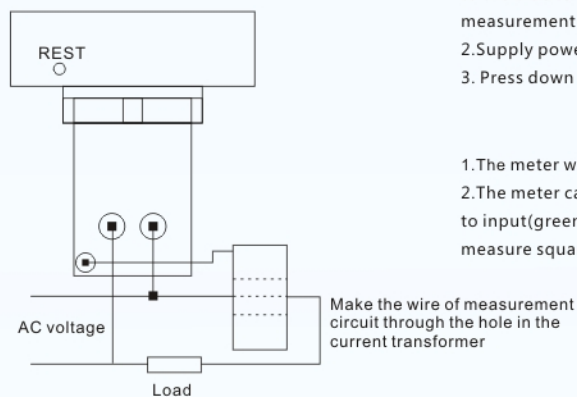 REST
AC voltage
Load
Make the wire of measurement
circuit through the hole in the
current transformer
measurement
2.Supply powe
3. Press down
1.The meter w
2.The meter ca
to input(green
measure squa